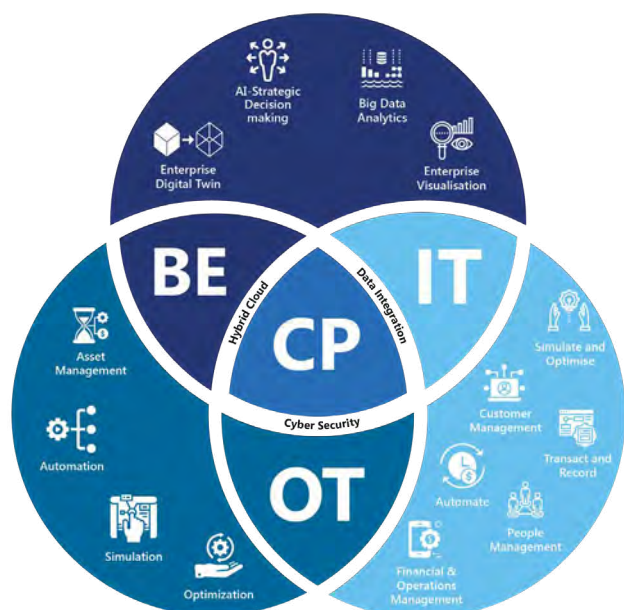 AI-Strategic
Decision
making
Big Data
Analytics
Enterprise
Digital Twin
Enterprise
Visualisation
BE
IT
Hybrid Cloud
Data Integration
CP
Cyber Security
OT
Asset
Management
Automation
Simulation
Optimization
Simulate and
Optimise
Customer
Management
Transact and
Record
Automate
People
Management
Financial &
Operations
Management